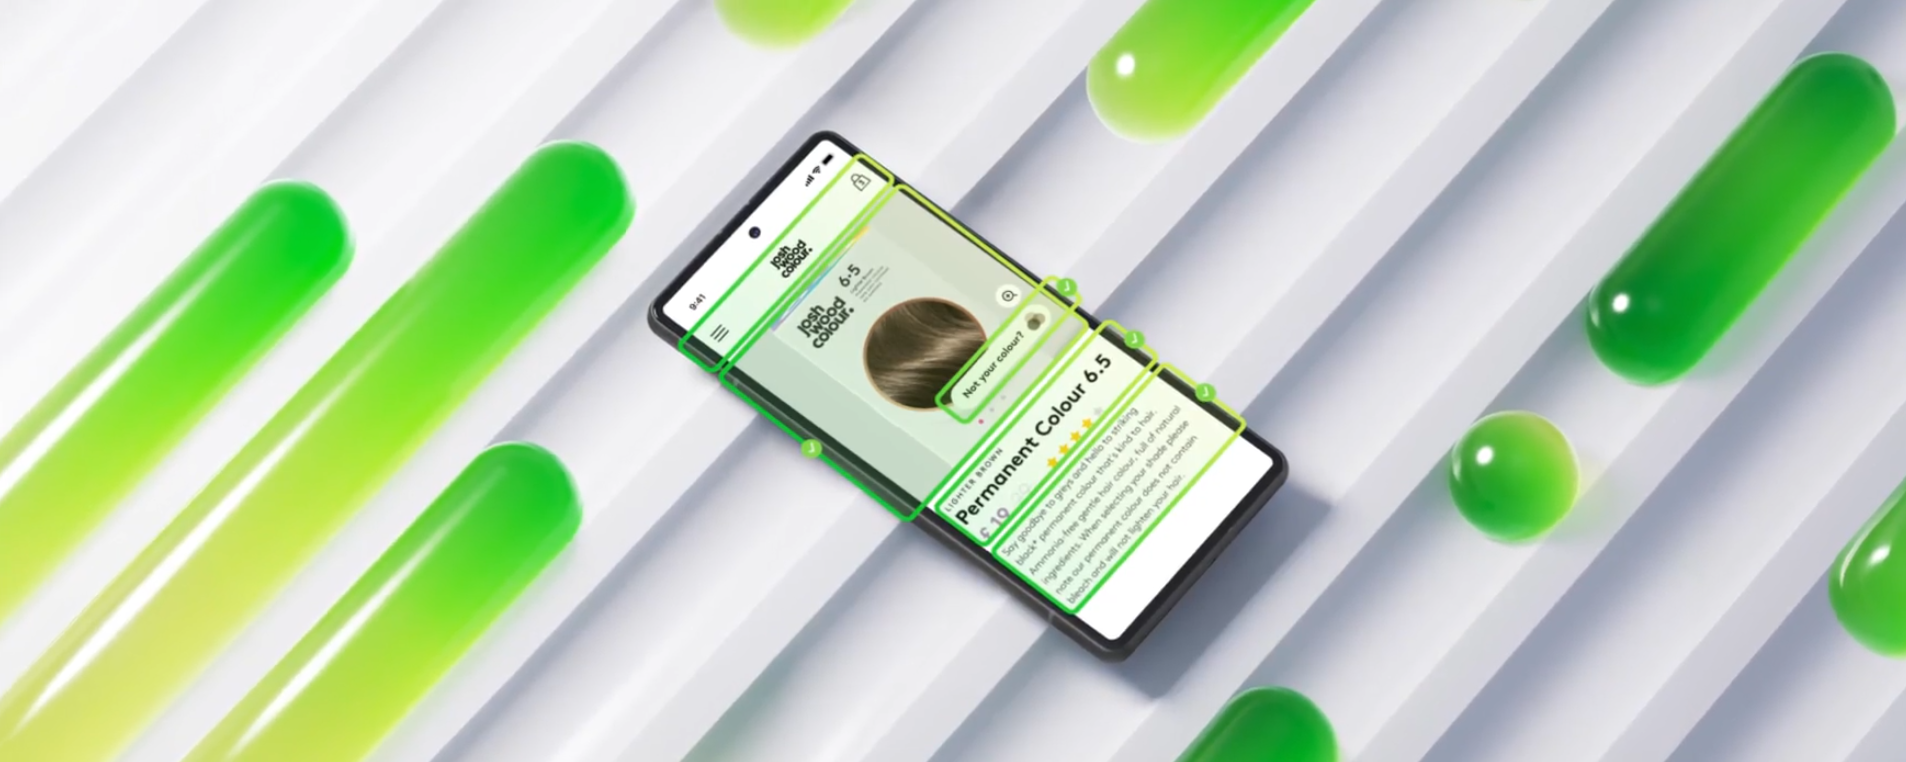 9:41
josh
wood
colour.
josh
wood
colour.
6.5
Not your colour?
LIGHTER BROWN
Permanent Colour 6.5
£ 19
Say goodbye to greys and hello to striking
black* permanent colour that's kind to hair.
Ammonia-free gentle hair colour, full of natural
ingredients. When selecting your shade please
note our permanent colour does not contain
bleach and will not lighten your hair.